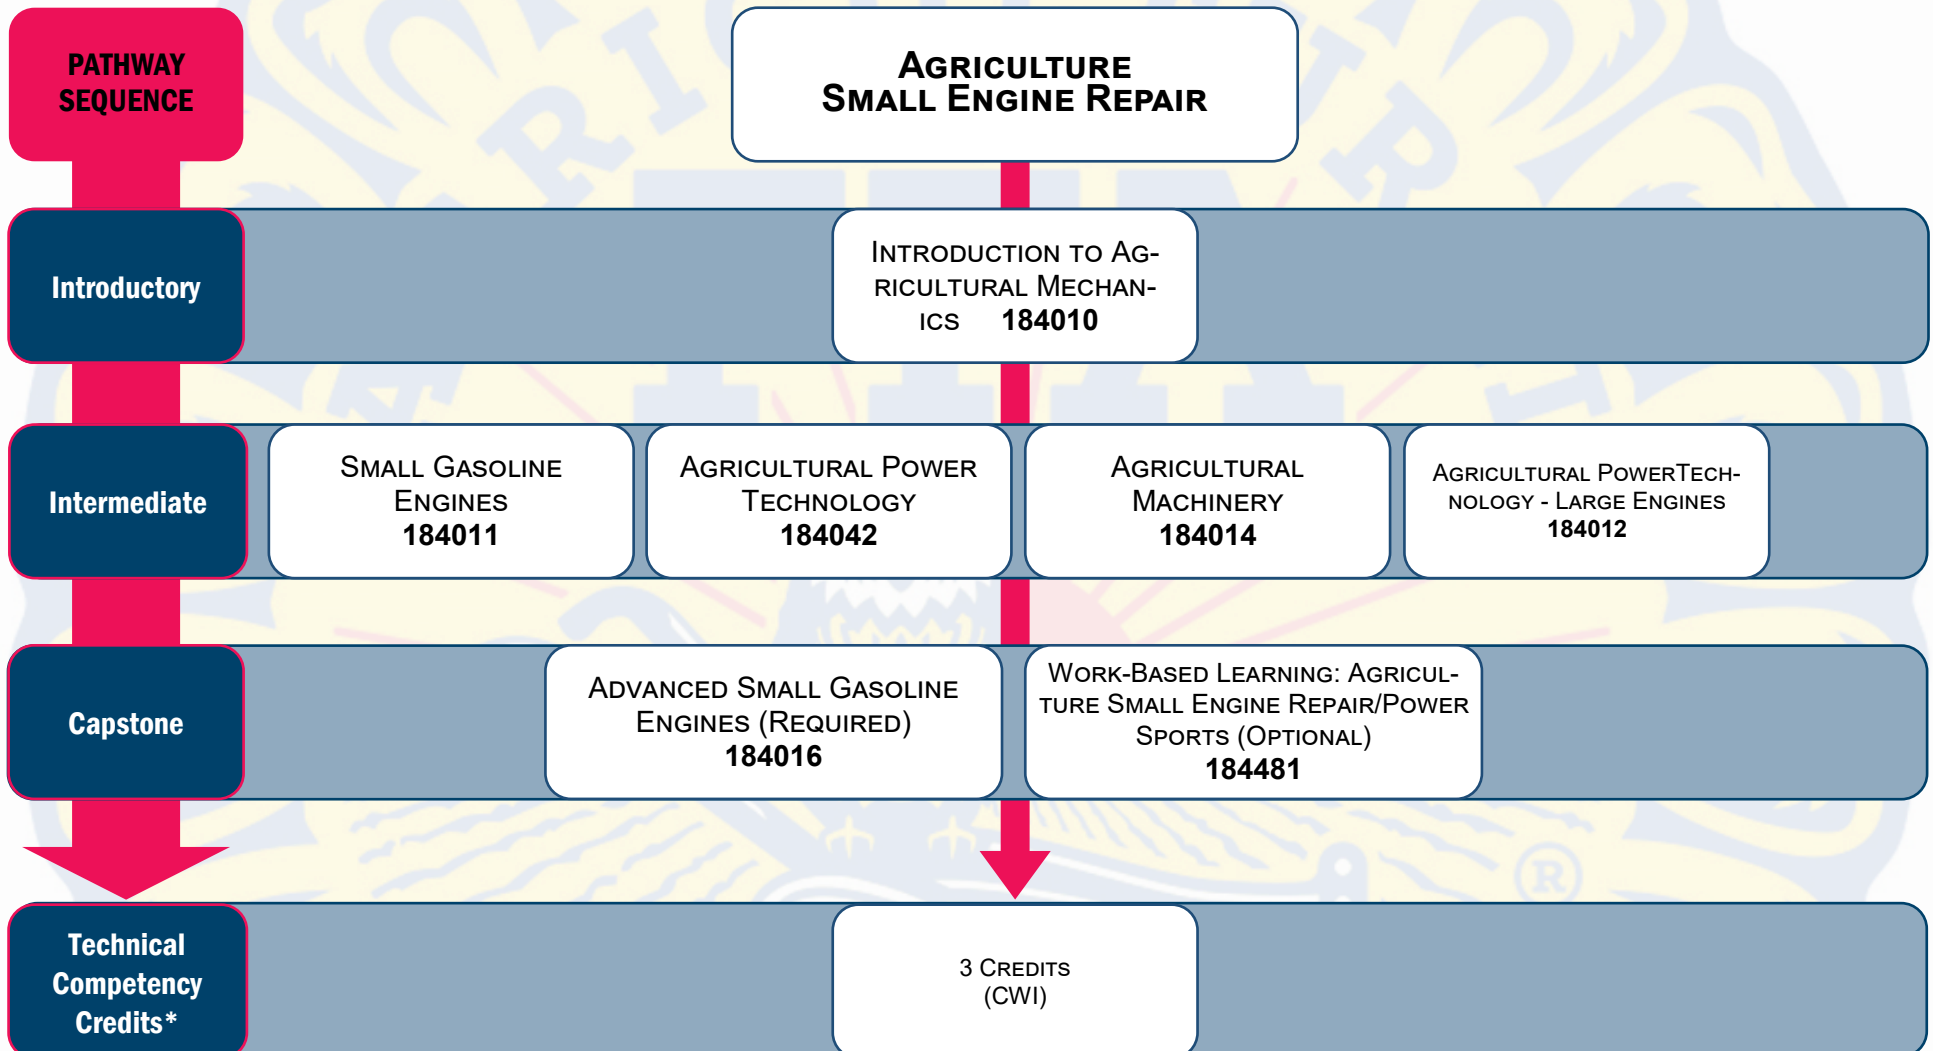 PATHWAY
SEQUENCE
AGRICULTURE
SMALL ENGINE REPAIR
Introductory
INTRODUCTION TO AG-
RICULTURAL MECHAN-
ICS 184010
Intermediate
SMALL GASOLINE
ENGINES
184011
AGRICULTURAL POWER
TECHNOLOGY
184042
AGRICULTURAL
MACHINERY
184014
AGRICULTURAL POWERTECH-
NOLOGY - LARGE ENGINES
184012
Capstone
ADVANCED SMALL GASOLINE
ENGINES (REQUIRED)
184016
WORK-BASED LEARNING: AGRICUL-
TURE SMALL ENGINE REPAIR/POWER
SPORTS (OPTIONAL)
184481
Technical
Competency
Credits*
3 CREDITS
(CWI)
®